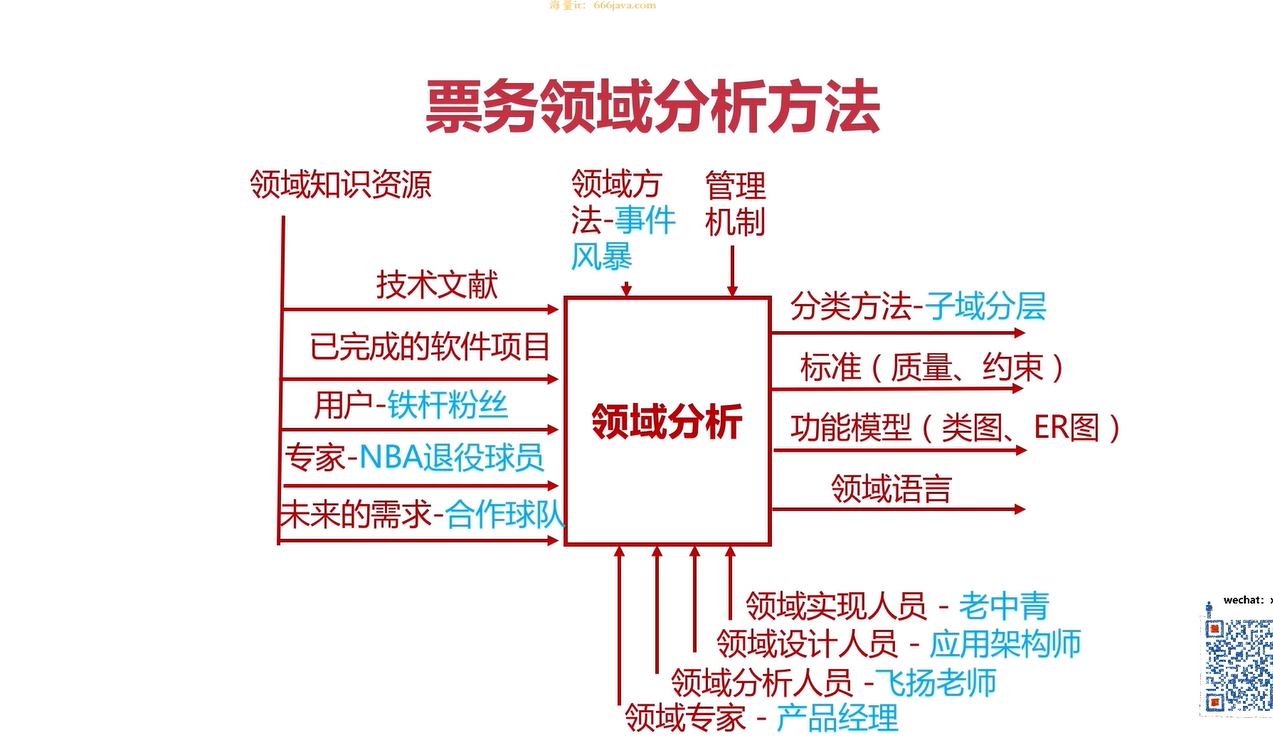 海量it：666java.com
票务领域分析方法
领域知识资源
领域方
法-事件
风暴
管理
机制
技术文献
已完成的软件项目
用户-铁杆粉丝
专家-NBA退役球员
未来的需求-合作球队
领域分析
分类方法-子域分层
标准（质量、约束）
功能模型（类图、ER图）
领域语言
领域实现人员 - 老中青
领域设计人员 - 应用架构师
领域分析人员 -飞扬老师
领域专家 - 产品经理
wechat: x